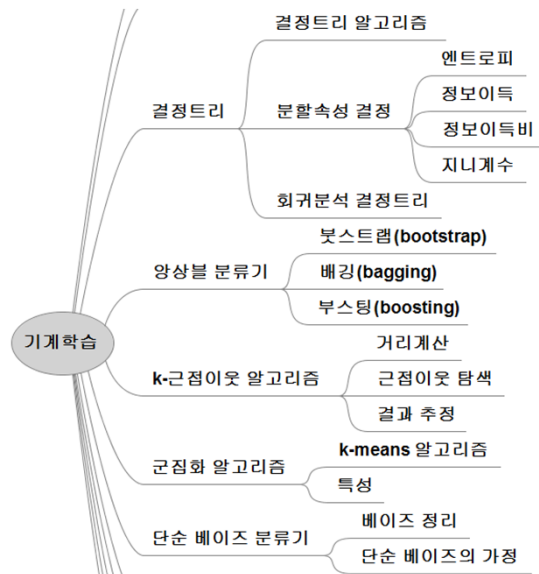 기계학습
결정트리
결정트리 알고리즘
분할속성 결정
엔트로피
정보이득
정보이득비
지니계수
회귀분석 결정트리
앙상블 분류기
붓스트랩(bootstrap)
배깅(bagging)
부스팅(boosting)
k-근접이웃 알고리즘
거리계산
근접이웃 탐색
결과 추정
군집화 알고리즘
k-means 알고리즘
특성
단순 베이즈 분류기
베이즈 정리
단순 베이즈의 가정